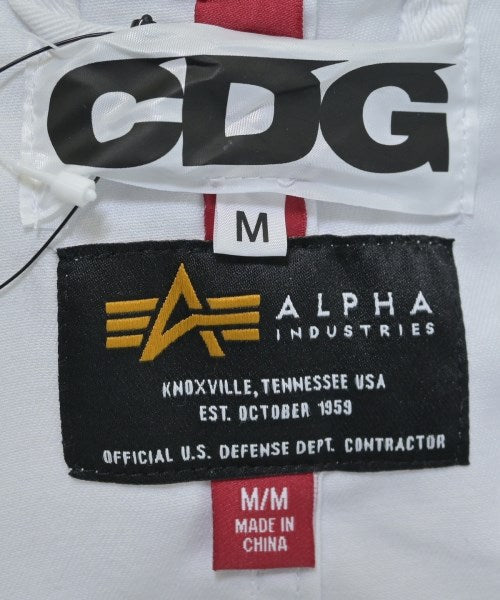 CDG
M
ALPHA
INDUSTRIES
KNOXVILLE, TENNESSEE USA
EST. OCTOBER 1959
OFFICIAL U.S. DEFENSE DEPT. CONTRACTOR
M/M
MADE IN
CHINA